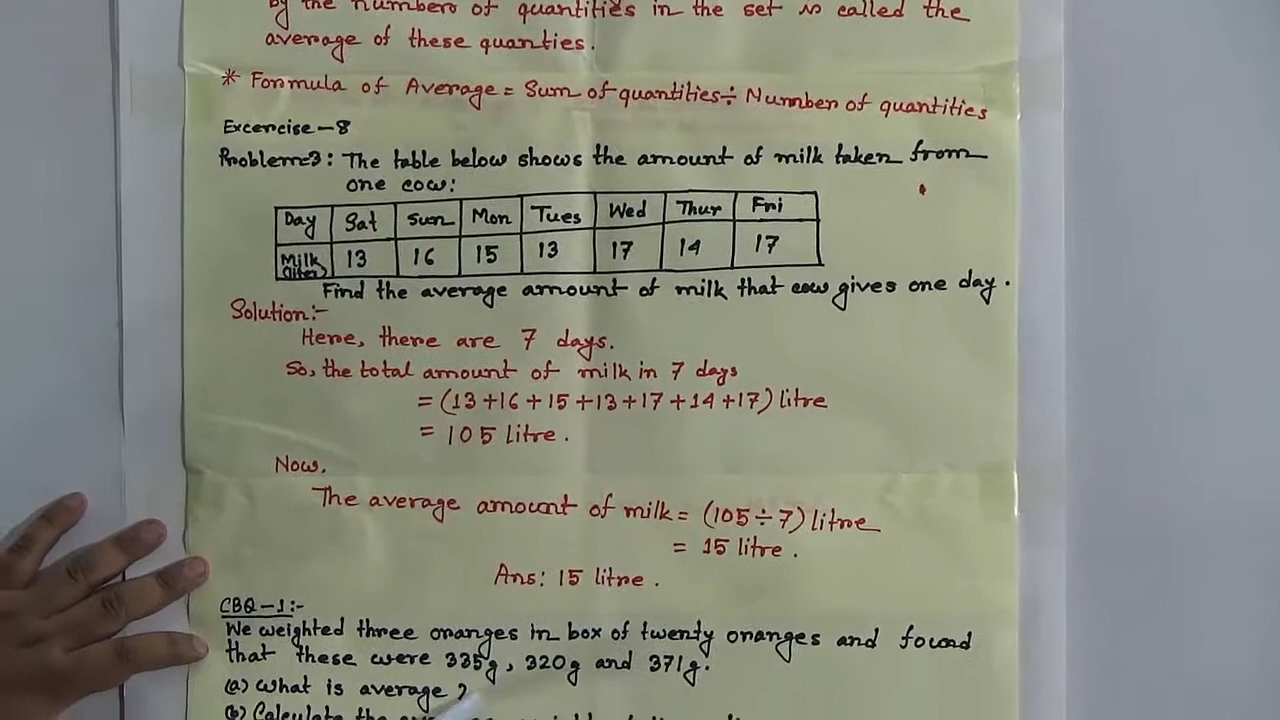 by the numbers of quantities in the set is called the
average of these quanties.
* Formula of Average = Sum of quantities ÷ Number of quantities
Excercise-8
Problem-3: The table below shows the amount of milk taken from
one cow:
Day Sat Sun Mon Tues Wed Thur Fri
Milk (liter) 13 16 15 13 17 14 17
Find the average amount of milk that cow gives one day.
Solution:-
Here, there are 7 days.
So, the total amount of milk in 7 days
= (13+16+15+13+17+14+17) litre
= 105 litre.
Now,
The average amount of milk = (105÷7) litre
= 15 litre.
Ans: 15 litre.
CBQ-1:-
We weighted three oranges in box of twenty oranges and found
that these were 335g, 320g and 371g.
(a) What is average?
(b) Calculate the